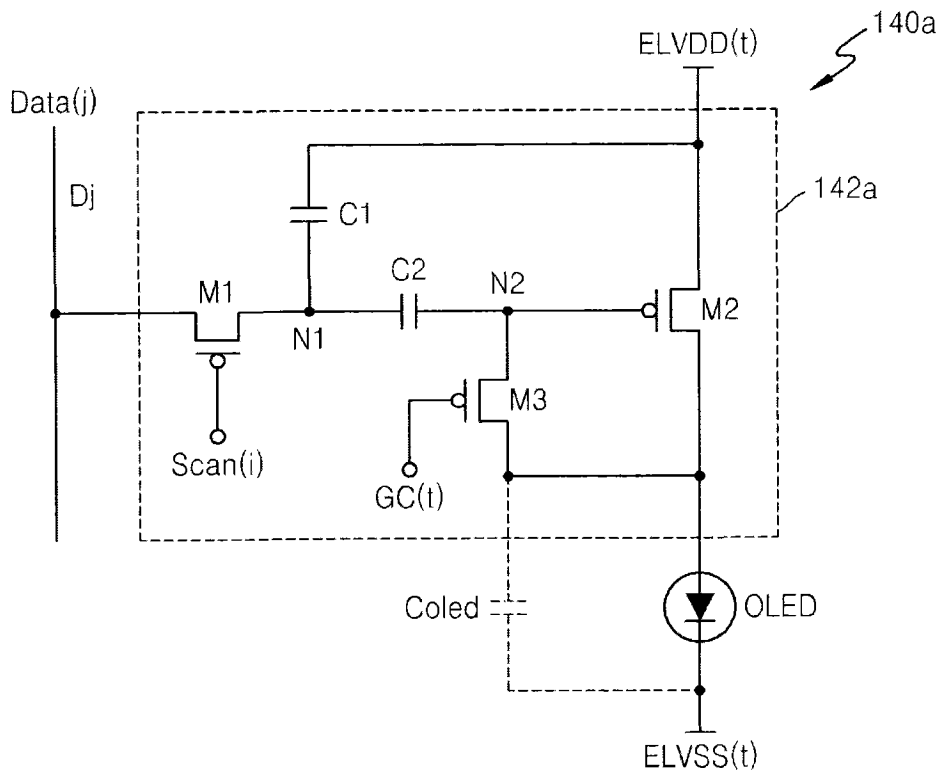 140a
ELVDD(t)
Data(j)
Dj
142a
C1
C2
N2
M1
N1
M2
M3
Scan(i)
GC(t)
Coled
OLED
ELVSS(t)